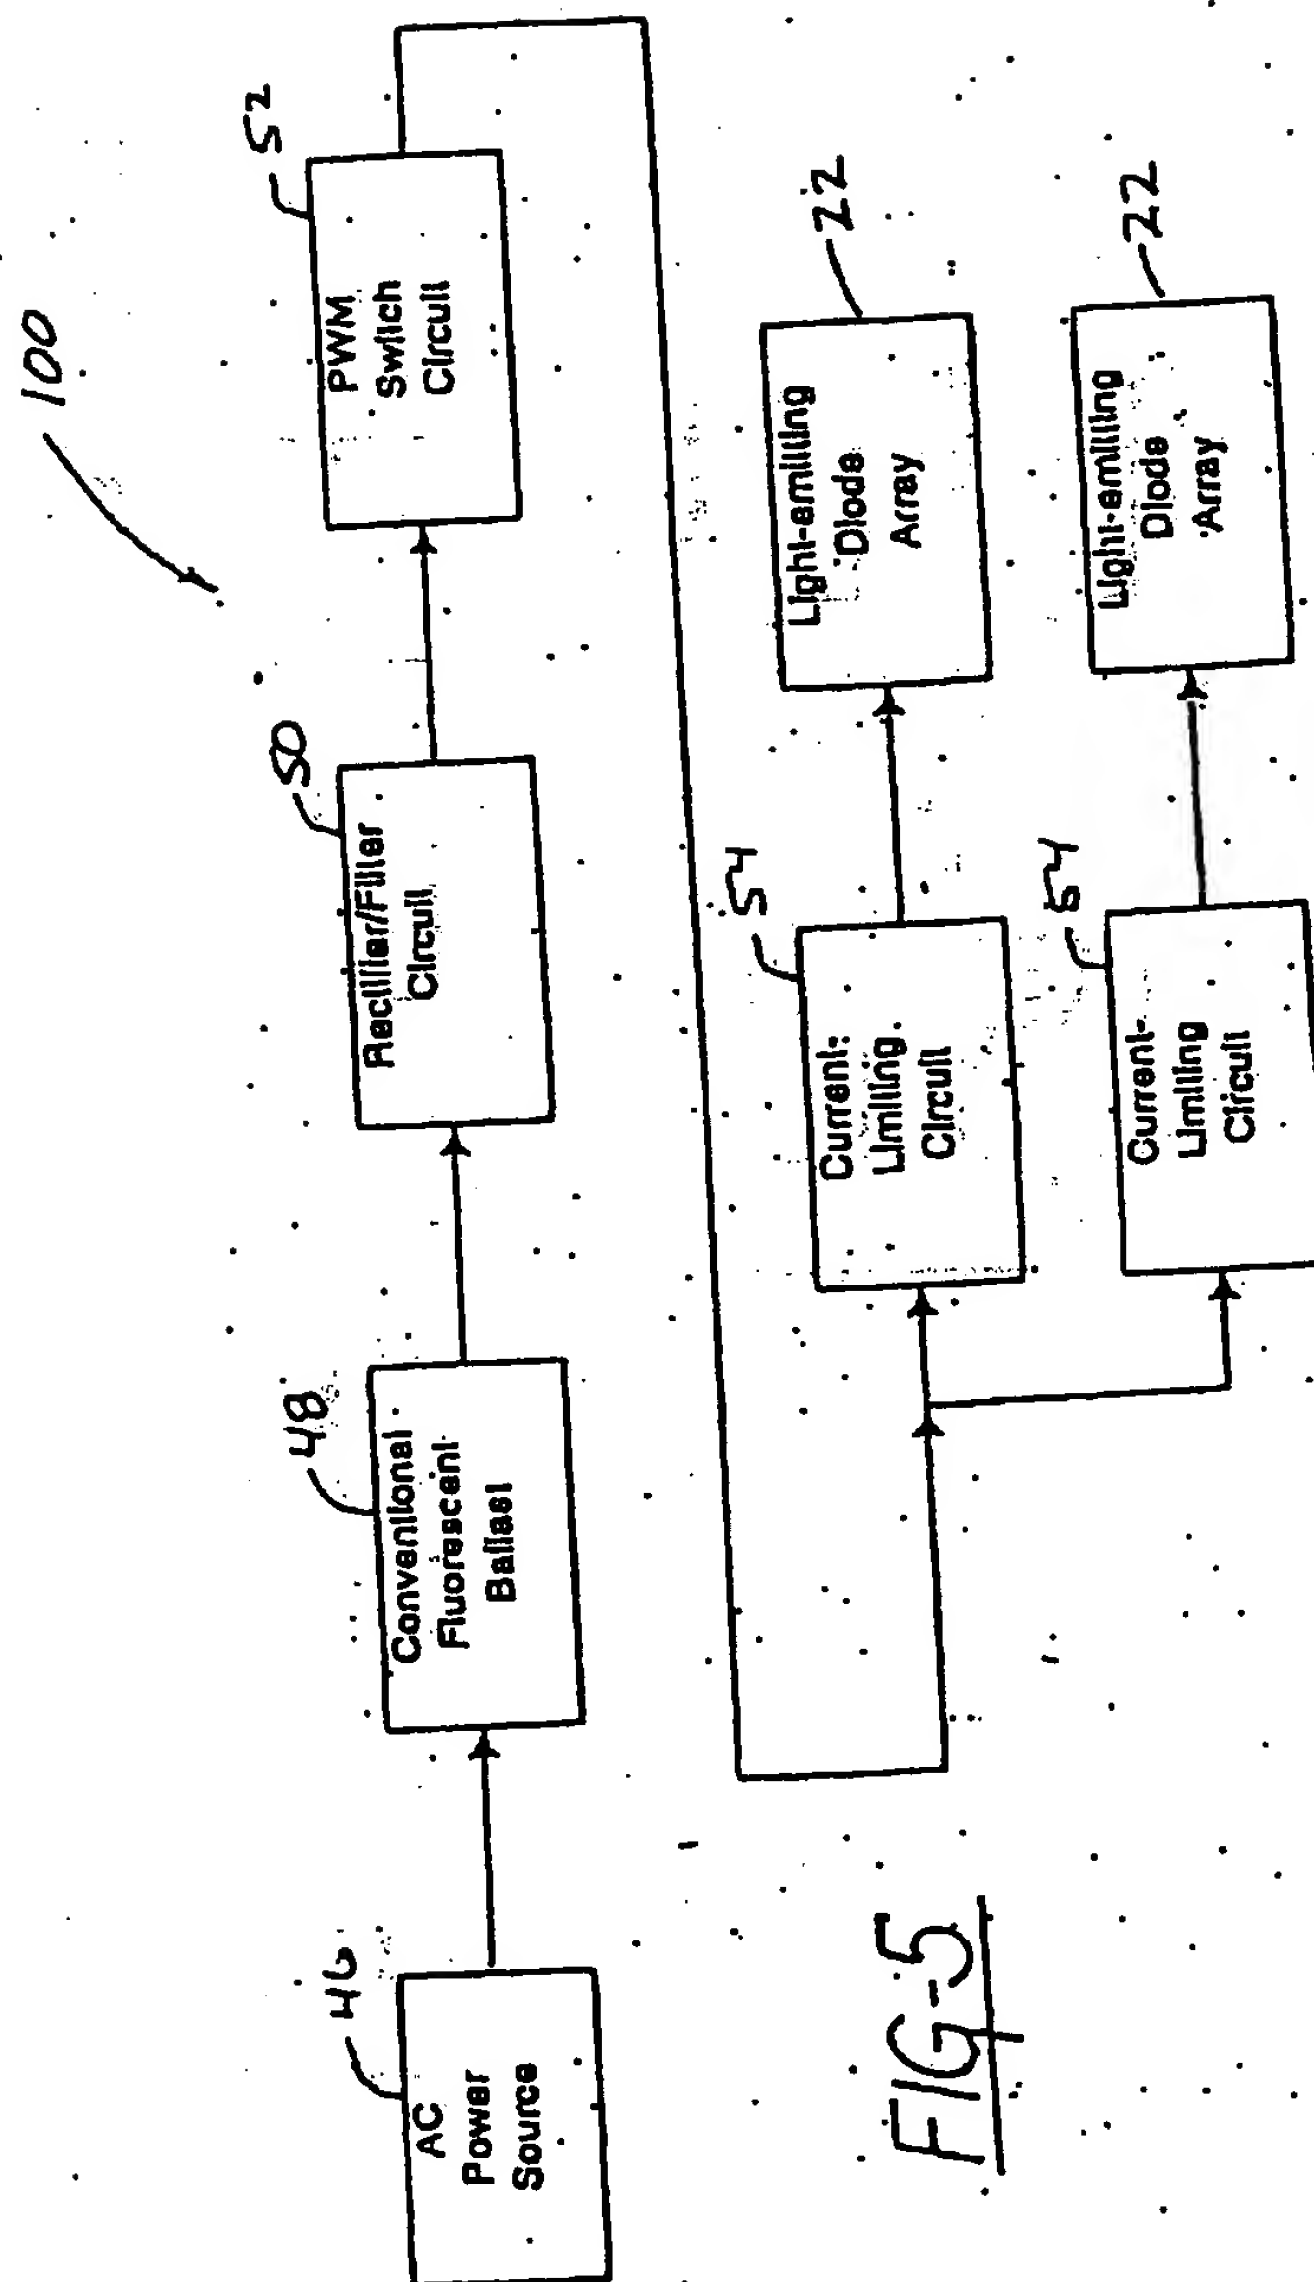 100
46
AC
Power
Source
48
Conventional
Fluorescent
Ballast
50
Rectifier/Filter
Circuit
52
PWM
Switch
Circuit
54
Current-
Limiting
Circuit
22
Light-emitting
Diode
Array
54
Current-
Limiting
Circuit
22
Light-emitting
Diode
Array
FIG-5